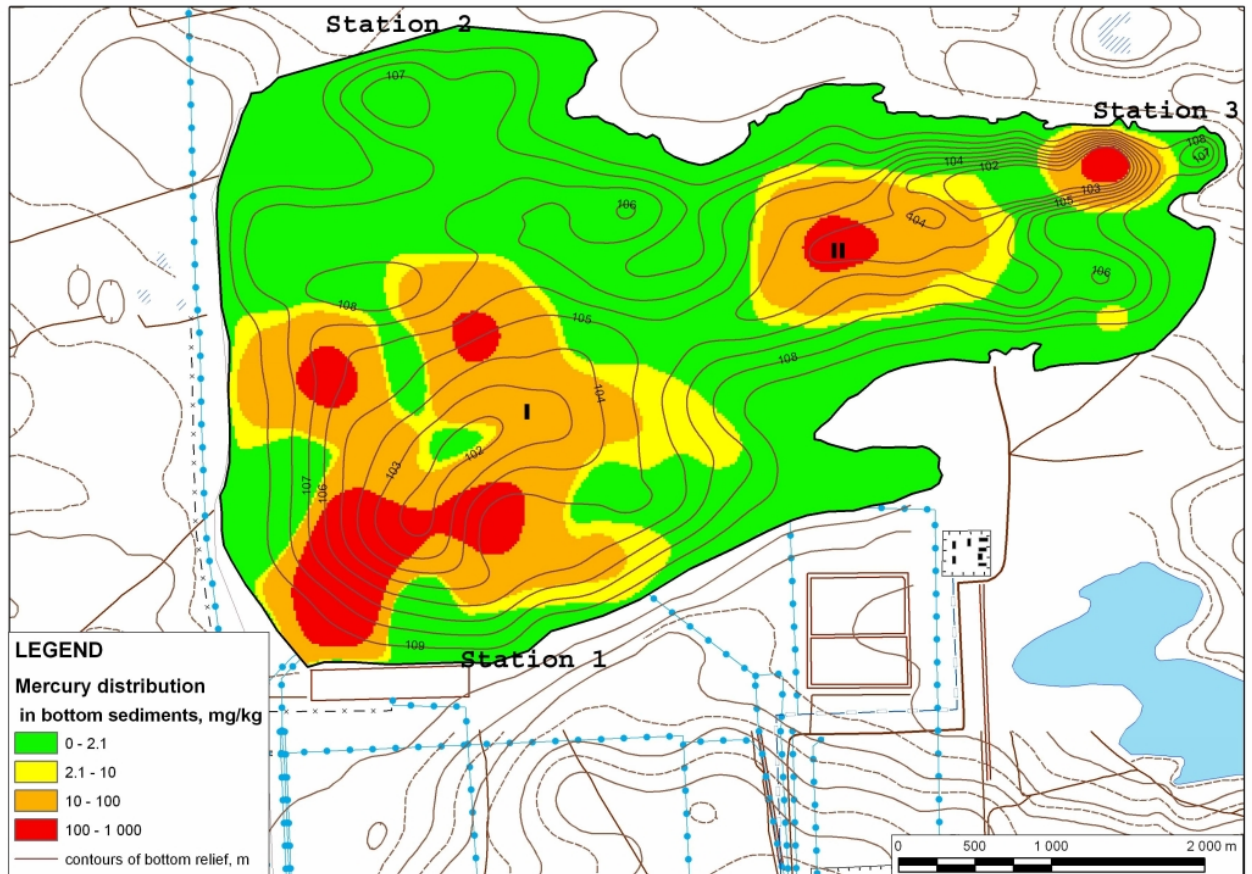 Station 2
107
Station 3
108
107
104
102
103
105
106
104
II
106
108
105
108
104
I
102
103
107
106
109
Station 1
LEGEND
Mercury distribution
in bottom sediments, mg/kg
0 - 2.1
2.1 - 10
10 - 100
100 - 1 000
contours of bottom relief, m
0 500 1 000 2 000 m